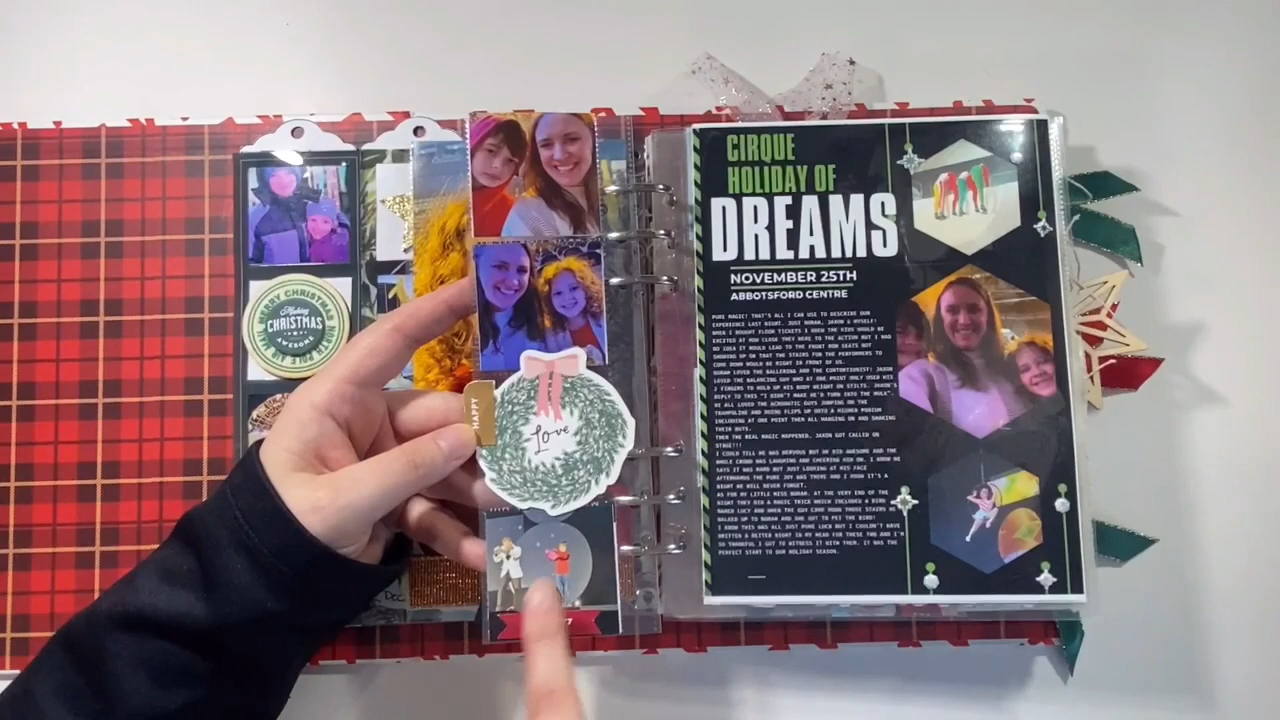 MERRY CHRISTMAS
Making
CHRISTMAS
AWESOME
NORTH POLE AIR MAIL
HAPPY
Love
DEC
CIRQUE
HOLIDAY OF
DREAMS
NOVEMBER 25TH
ABBOTSFORD CENTRE
PURE MAGIC! THAT'S ALL I CAN USE TO DESCRIBE OUR
EXPERIENCE LAST NIGHT. JUST NORAH, JAXON & MYSELF!
WHEN I BOUGHT FLOOR TICKETS I KNEW THE KIDS WOULD BE
EXCITED AT HOW CLOSE THEY WERE TO THE ACTION BUT I HAD
NO IDEA IT WOULD LEAD TO THE FRONT ROW SEATS NOT
SHOWING UP SO THAT THE STAIRS FOR THE PERFORMERS TO
COME DOWN WOULD BE RIGHT IN FRONT OF US.
NORAH LOVED THE BALLERINA AND THE CONTORTIONIST! JAXON
LOVED THE BALANCING GUY WHO AT ONE POINT ONLY USED HIS
2 FINGERS TO HOLD UP HIS BODY WEIGHT ON STILTS. JAXON'S
REPLY TO THIS "I DIDN'T MAKE HE'D TURN INTO THE HULK".
WE ALL LOVED THE ACROBATIC GUYS JUMPING ON THE
TRAMPOLINE AND DOING FLIPS UP ONTO A HIGHER PODIUM
INCLUDING AT ONE POINT THEM ALL HANGING ON AND SHAKING
THEIR BUTS.
THEN THE REAL MAGIC HAPPENED. JAXON GOT CALLED ON
STAGE!!!
I COULD TELL HE WAS NERVOUS BUT HE DID AWESOME AND THE
WHOLE CROWD WAS LAUGHING AND CHEERING HIM ON. I KNOW HE
SAYS IT WAS HARD BUT JUST LOOKING AT HIS FACE
AFTERWARDS THE PURE JOY WAS THERE AND I KNOW IT'S A
NIGHT HE WILL NEVER FORGET.
AS FOR MY LITTLE MISS NORAH. AT THE VERY END OF THE
NIGHT THEY DID A MAGIC TRICK WHICH INCLUDED A BIRD
NAMED LUCY AND WHEN THE GUY CAME DOWN THOSE STAIRS HE
WALKED UP TO NORAH AND SHE GOT TO PET THE BIRD!
I KNOW THIS WAS ALL JUST PURE LUCK BUT I COULDN'T HAVE
WRITTEN A BETTER NIGHT IN MY HEAD FOR THESE TWO AND I'M
SO THANKFUL I GOT TO WITNESS IT WITH THEM. IT WAS THE
PERFECT START TO OUR HOLIDAY SEASON.